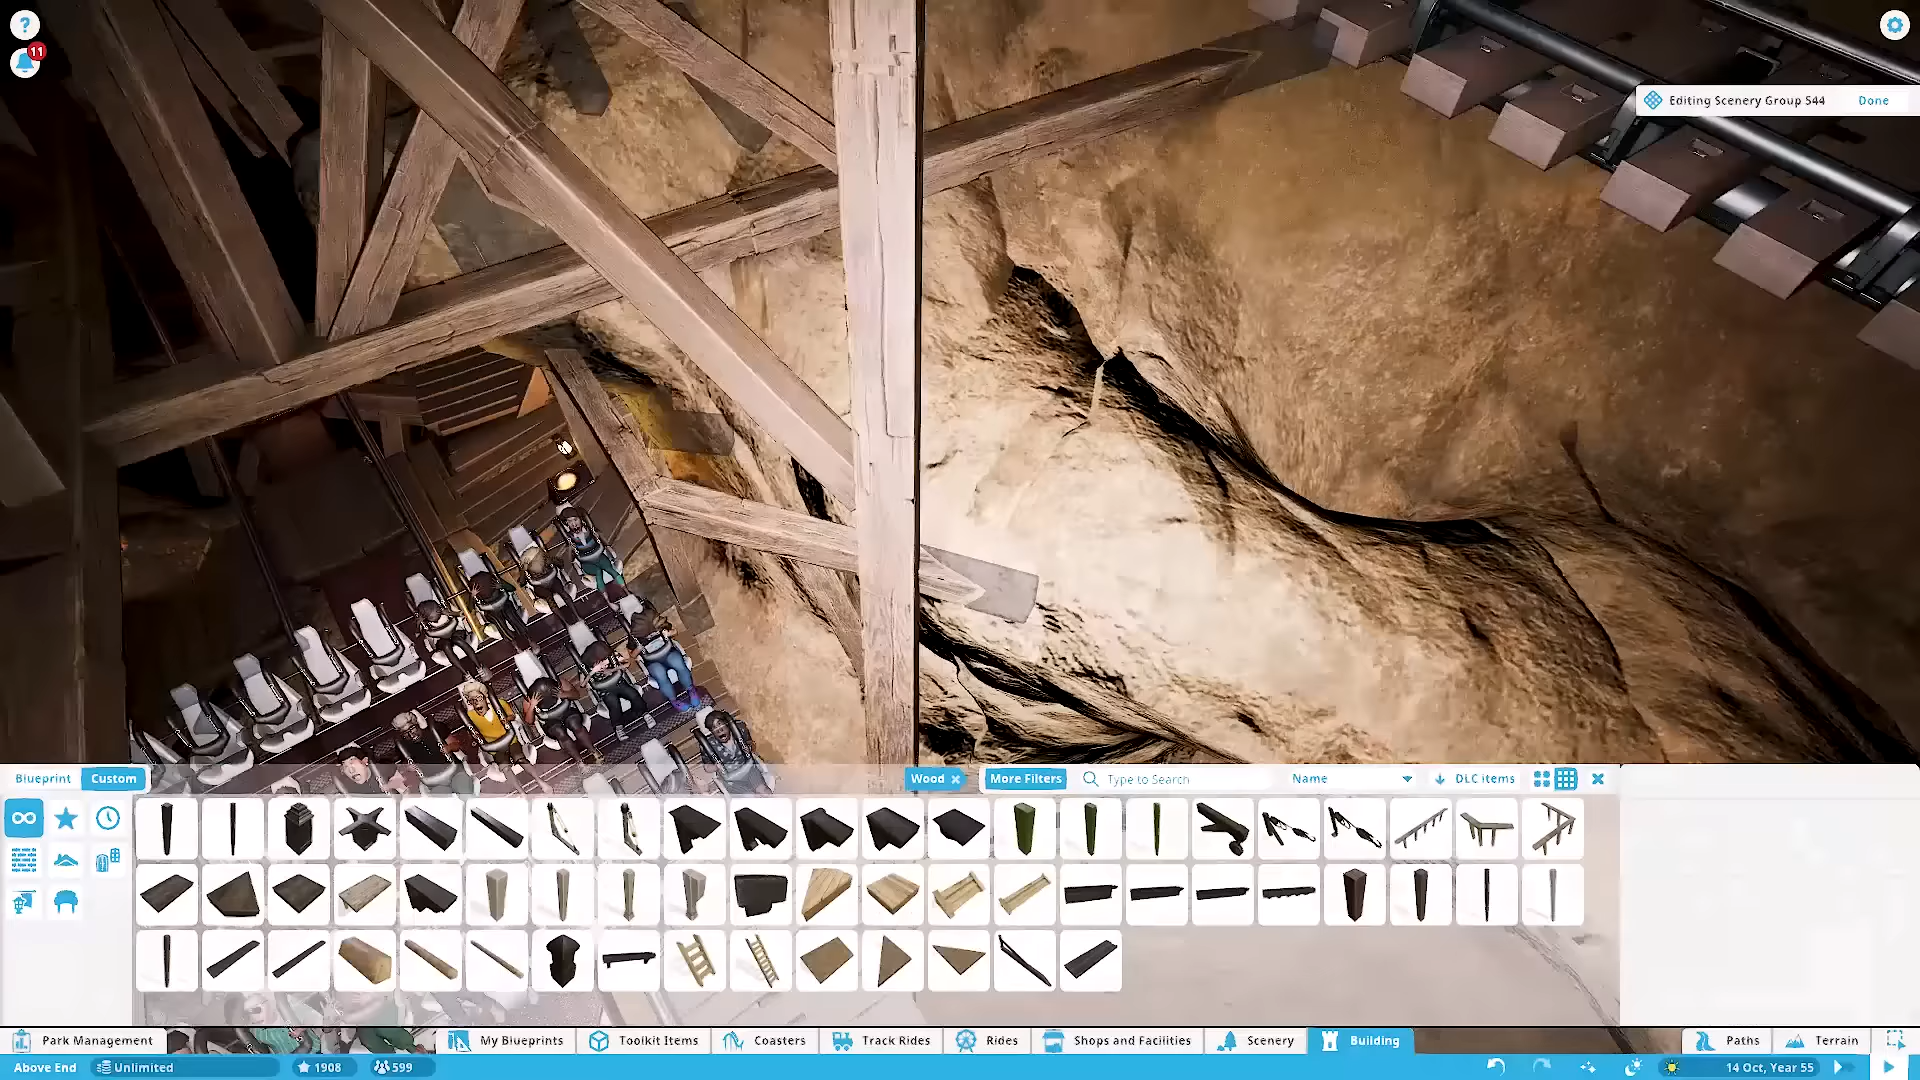 ?
11
Editing Scenery Group 544 Done
Blueprint Custom
Wood × More Filters Type to Search Name DLC items
Park Management My Blueprints Toolkit Items Coasters Track Rides Rides Shops and Facilities Scenery Building Paths Terrain
Above End Unlimited 1908 599 14 Oct, Year 55